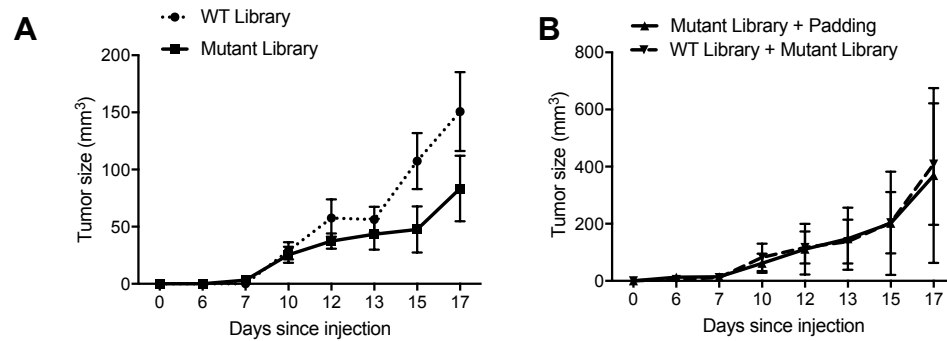 A
WT Library
Mutant Library
Tumor size (mm³)
200
150
100
50
0
0 6 7 10 12 13 15 17
Days since injection
B
Mutant Library + Padding
WT Library + Mutant Library
Tumor size (mm³)
800
600
400
200
0
0 6 7 10 12 13 15 17
Days since injection